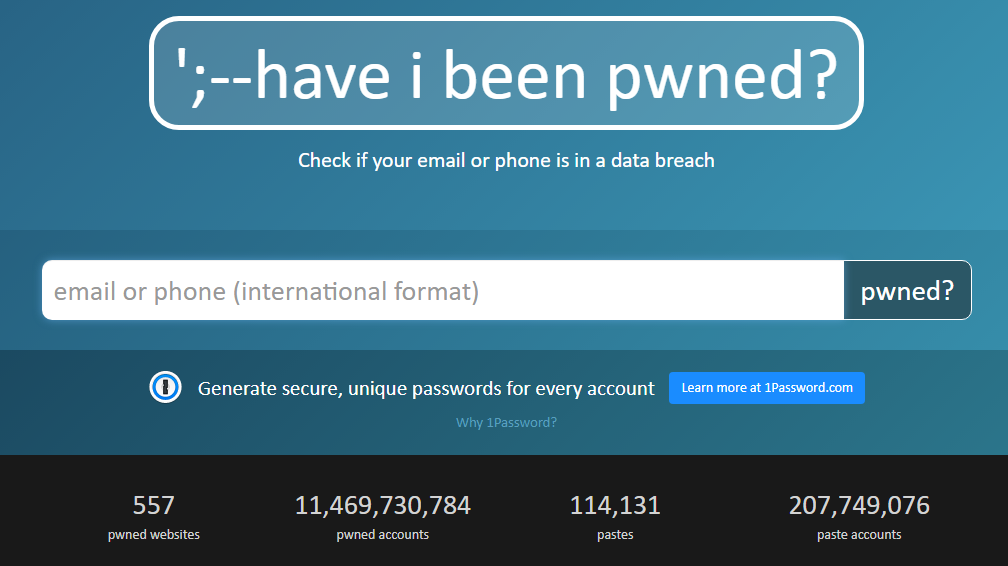 ';--have i been pwned?
Check if your email or phone is in a data breach
email or phone (international format)
pwned?
Generate secure, unique passwords for every account
Learn more at 1Password.com
Why 1Password?
557
pwned websites
11,469,730,784
pwned accounts
114,131
pastes
207,749,076
paste accounts